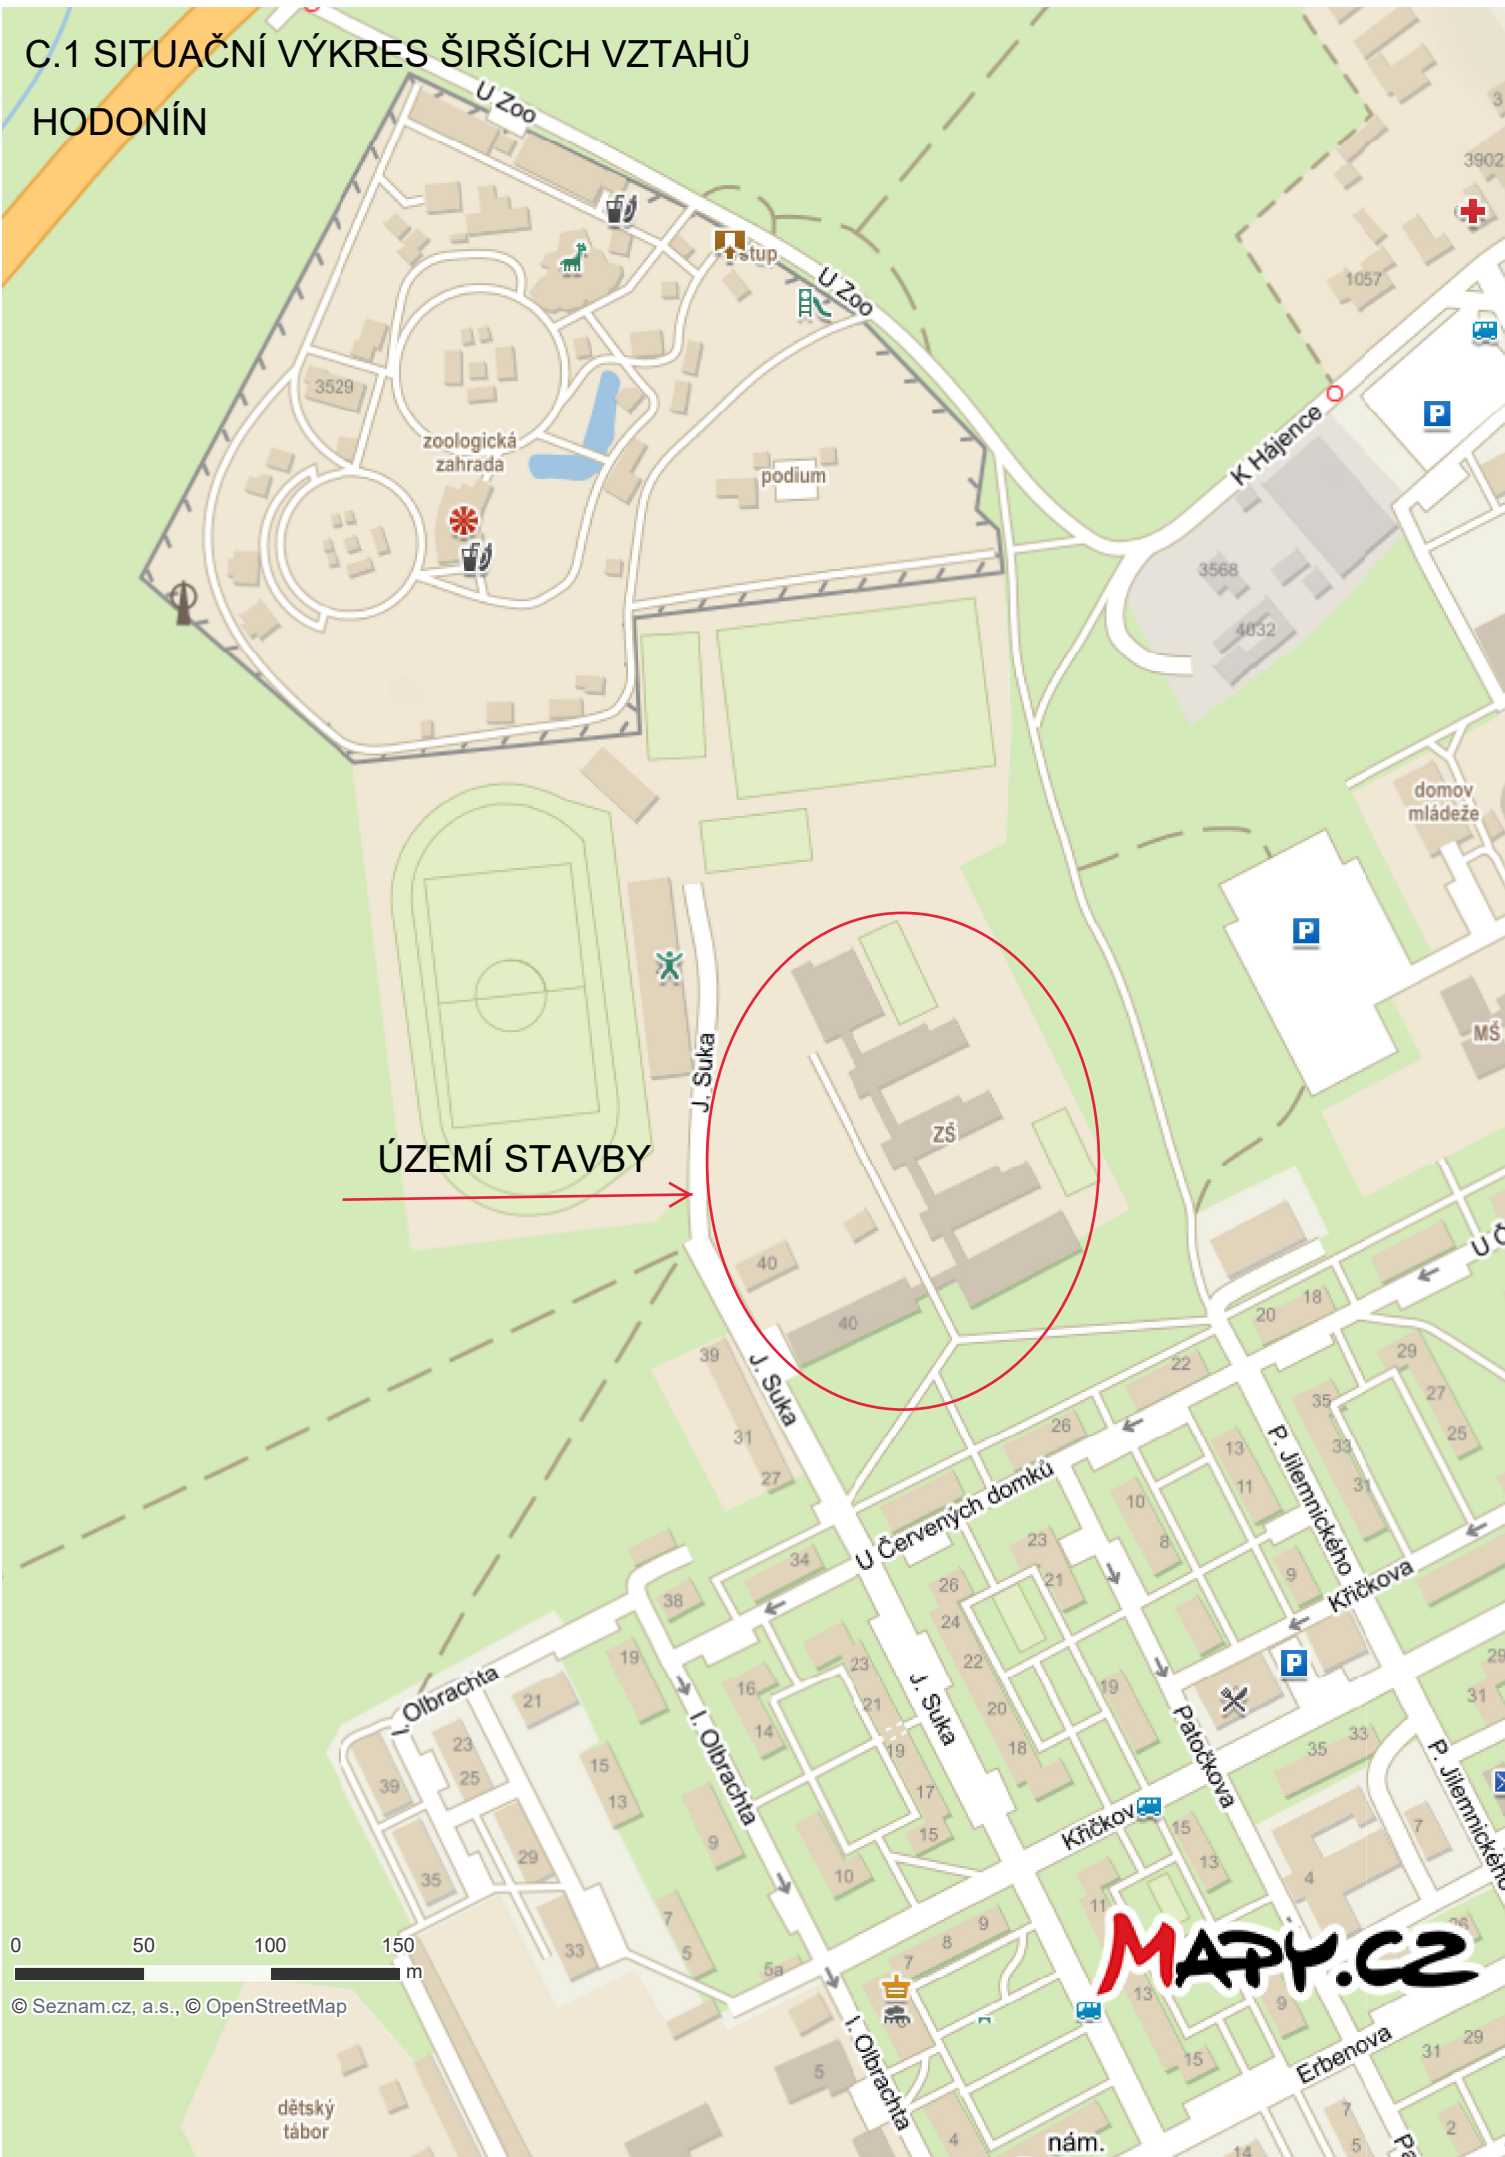 C.1 SITUAČNÍ VÝKRES ŠIRŠÍCH VZTAHŮ
HODONÍN
U Zoo
3902
1057
stup
U Zoo
3529
zoologická
zahrada
podium
P
K Hájence
3568
4032
domov
mládeže
P
MŠ
J. Suka
ZŠ
ÚZEMÍ STAVBY
40
40
39
J. Suka
31
27
18
20
22
26
29
27
25
35
33
31
P. Jilemnického
13
11
10
8
9
U Červených domků
23
21
34
38
26
24
22
20
18
Křičkova
P
19
21
I. Olbrachta
23
25
39
16
14
23
21
19
17
15
J. Suka
19
Patočkova
29
31
33
35
P. Jilemnického
15
13
I. Olbrachta
9
10
29
35
33
7
5
5a
Křičkov
15
13
11
4
7
9
8
7
MAPY.CZ
26
13
9
15
0 50 100 150
m
© Seznam.cz, a.s., © OpenStreetMap
I. Olbrachta
5
Erbenova
31
29
dětský
tábor
4
nám.
14
7
5
2